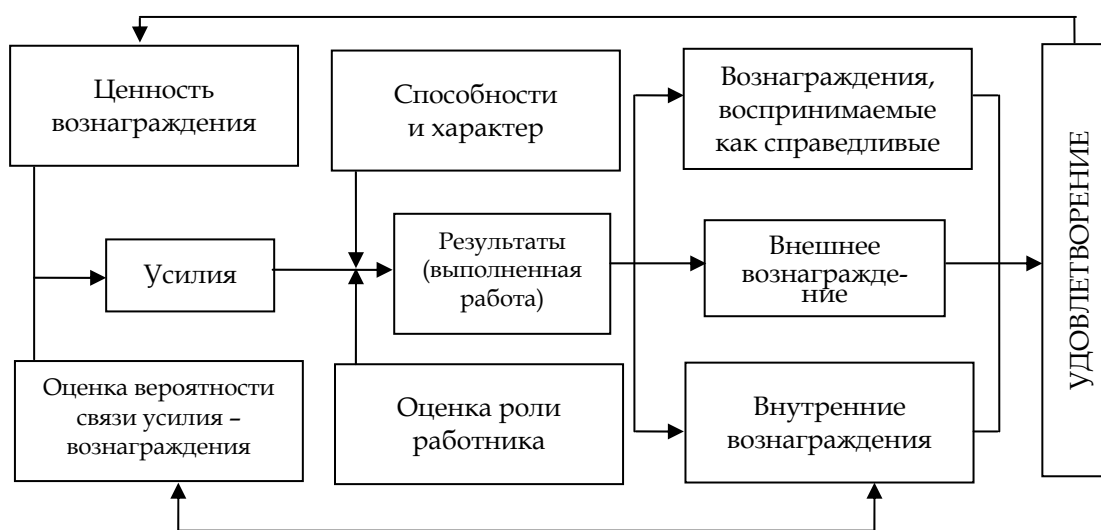 Ценность
вознаграждения
Способности
и характер
Вознаграждения,
воспринимаемые
как справедливые
Усилия
Результаты
(выполненная
работа)
Внешнее
вознагражде-
ние
УДОВЛЕТВОРЕНИЕ
Оценка вероятности
связи усилия –
вознаграждения
Оценка роли
работника
Внутренние
вознаграждения